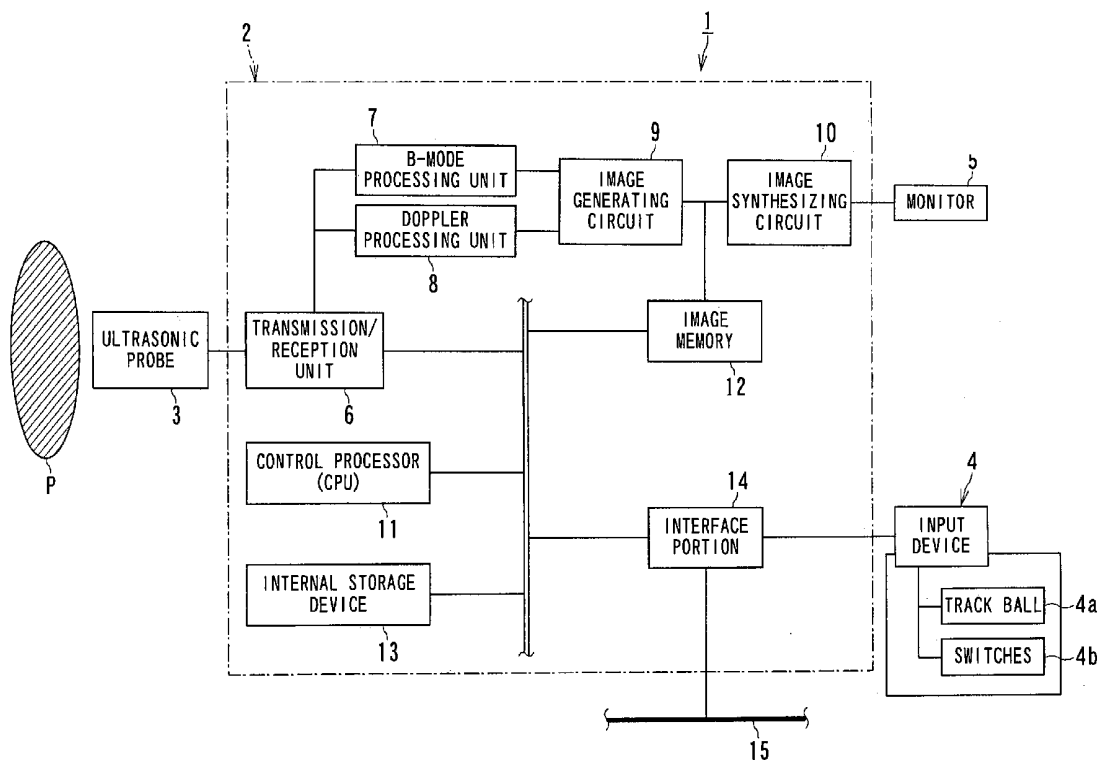 1
2
7
B-MODE
PROCESSING UNIT
DOPPLER
PROCESSING UNIT
8
9
IMAGE
GENERATING
CIRCUIT
10
IMAGE
SYNTHESIZING
CIRCUIT
5
MONITOR
P
ULTRASONIC
PROBE
3
TRANSMISSION/
RECEPTION
UNIT
6
IMAGE
MEMORY
12
CONTROL PROCESSOR
(CPU)
11
INTERNAL STORAGE
DEVICE
13
14
INTERFACE
PORTION
4
INPUT
DEVICE
TRACK BALL
4a
SWITCHES
4b
15